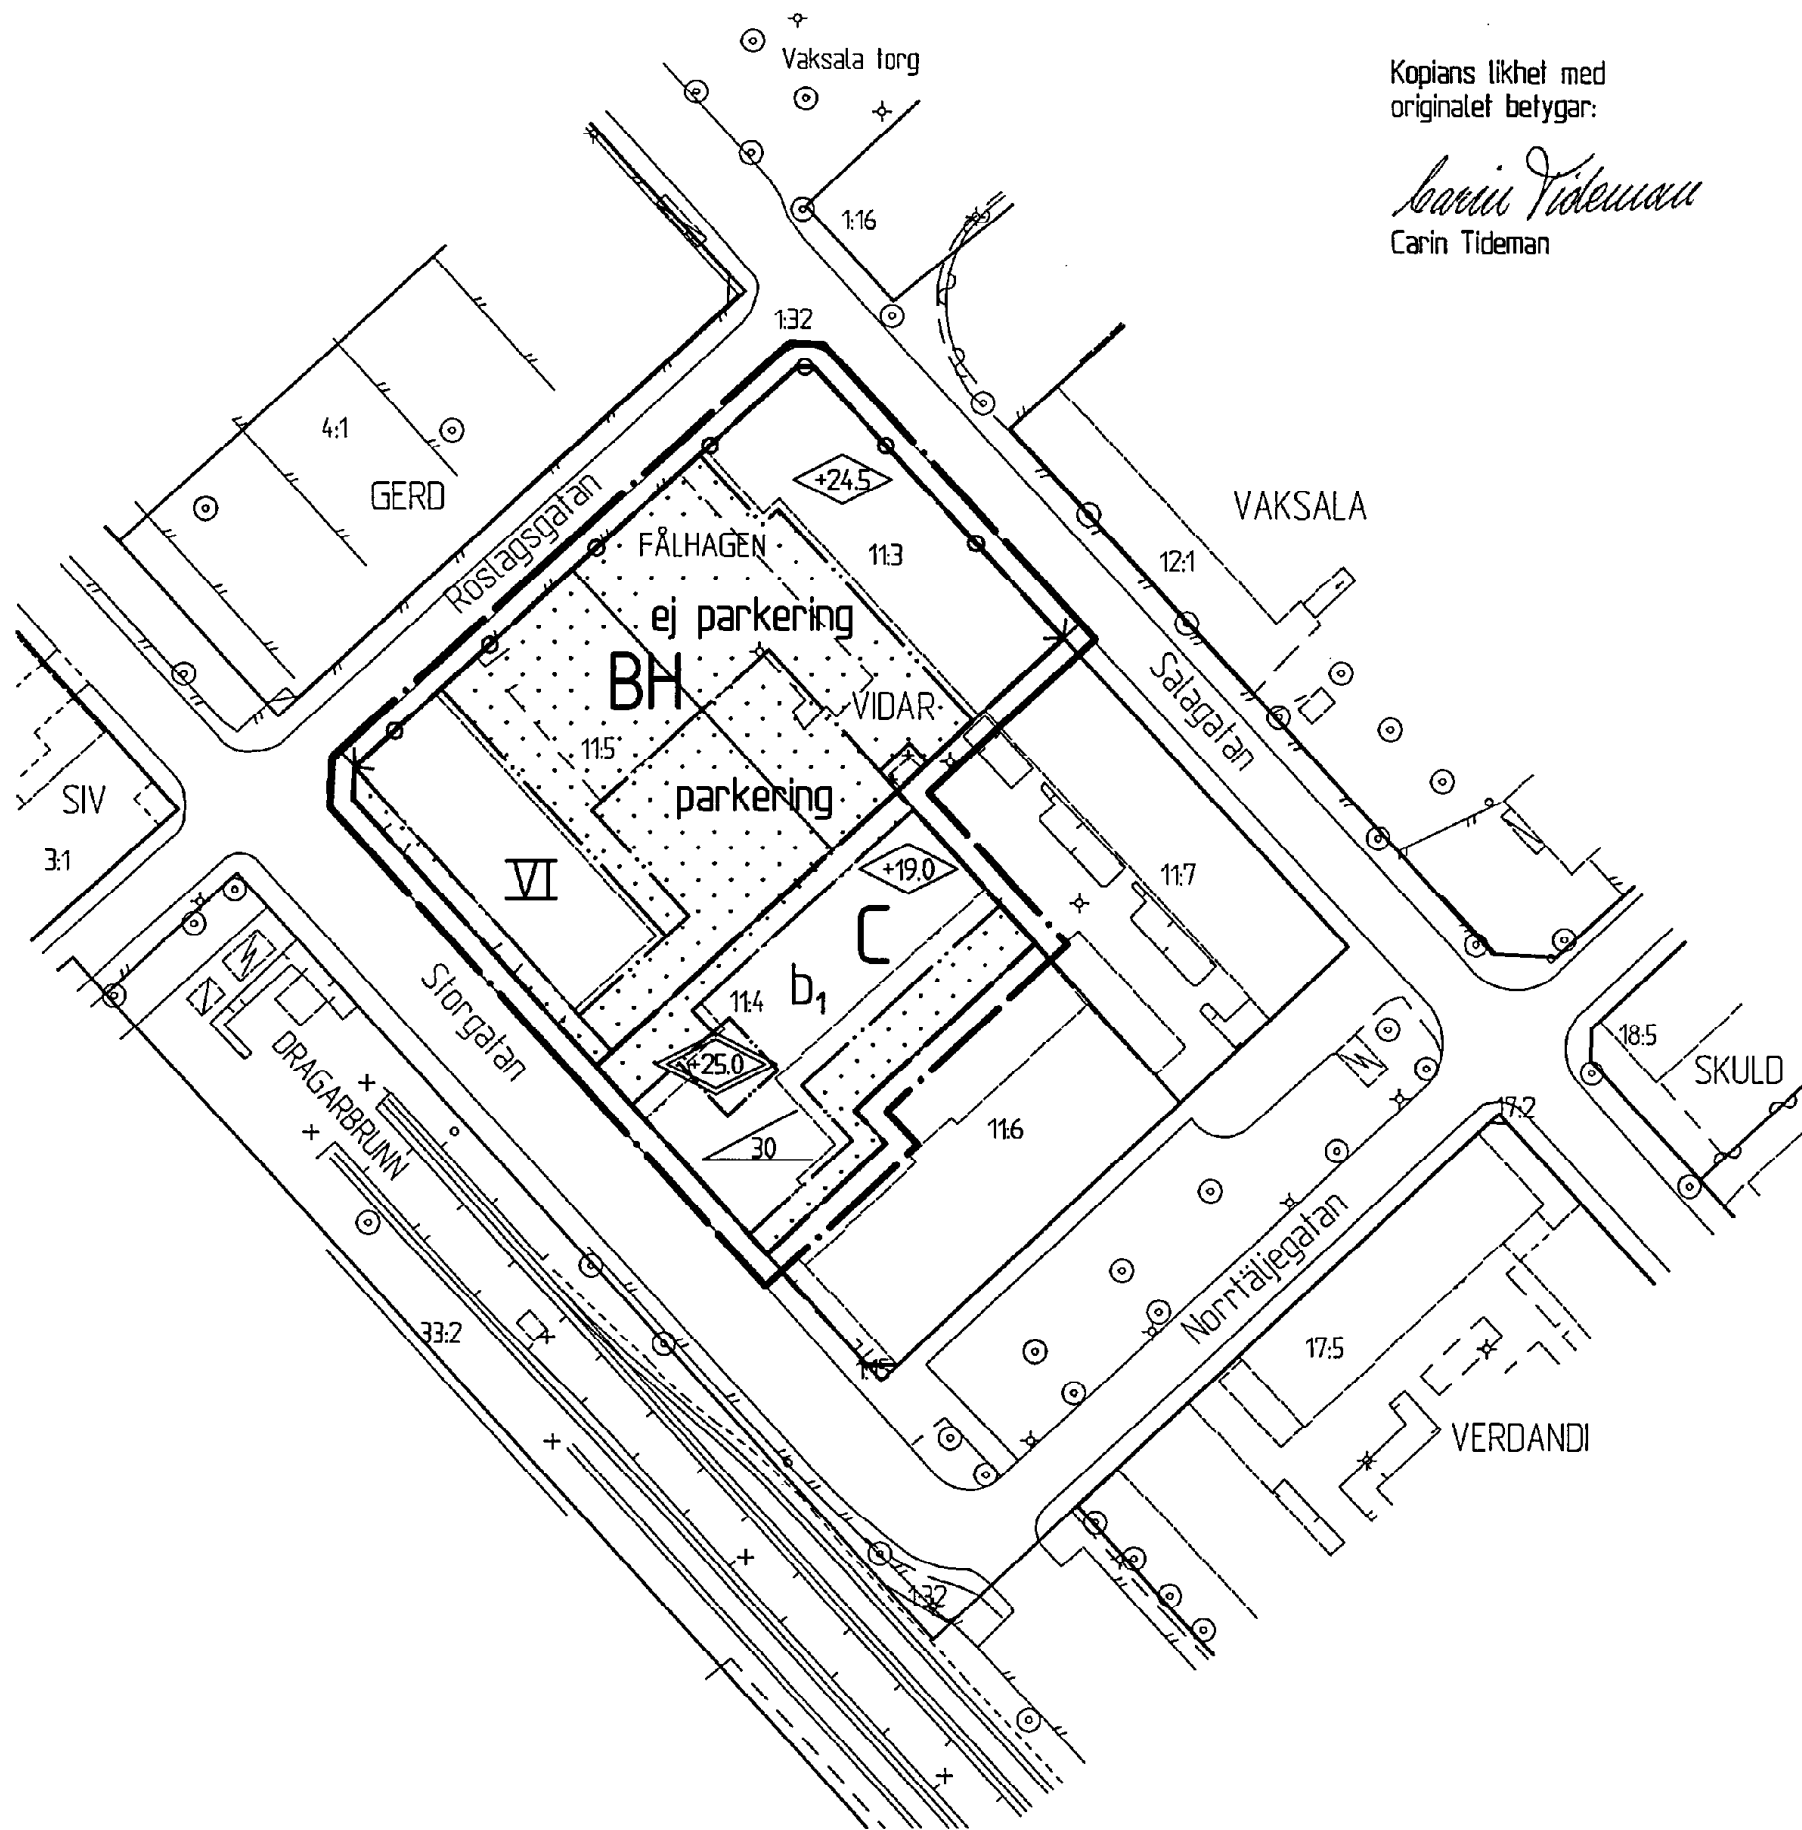 Vaksala torg
Kopians likhet med
originalet betygar:
Carin Tideman
Carin Tideman
1:16
1:32
4:1
GERD
Roslagsgatan
+24.5
VAKSALA
FÅLHAGEN
11:3
12:1
ej parkering
BH
VIDAR
Salagatan
11:5
SIV
parkering
3:1
VI
+19.0
11:7
C
Storgatan
b1
11:4
18:5
DRAGARBRUNN
+25.0
SKULD
17:2
30
11:6
Norrtäljegatan
33:2
17:5
VERDANDI
1:32